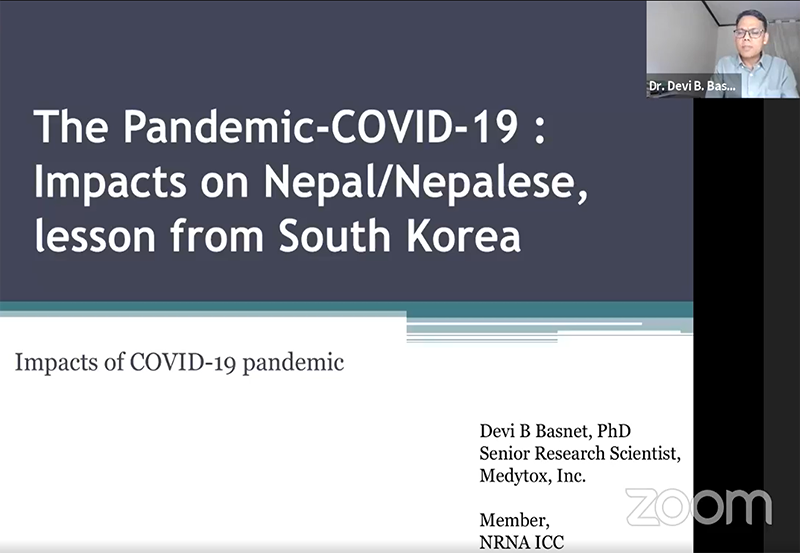 Dr. Devi B. Bas...
The Pandemic-COVID-19 :
Impacts on Nepal/Nepalese,
lesson from South Korea
Impacts of COVID-19 pandemic
Devi B Basnet, PhD
Senior Research Scientist,
Medytox, Inc.
Member,
NRNA ICC
zoom